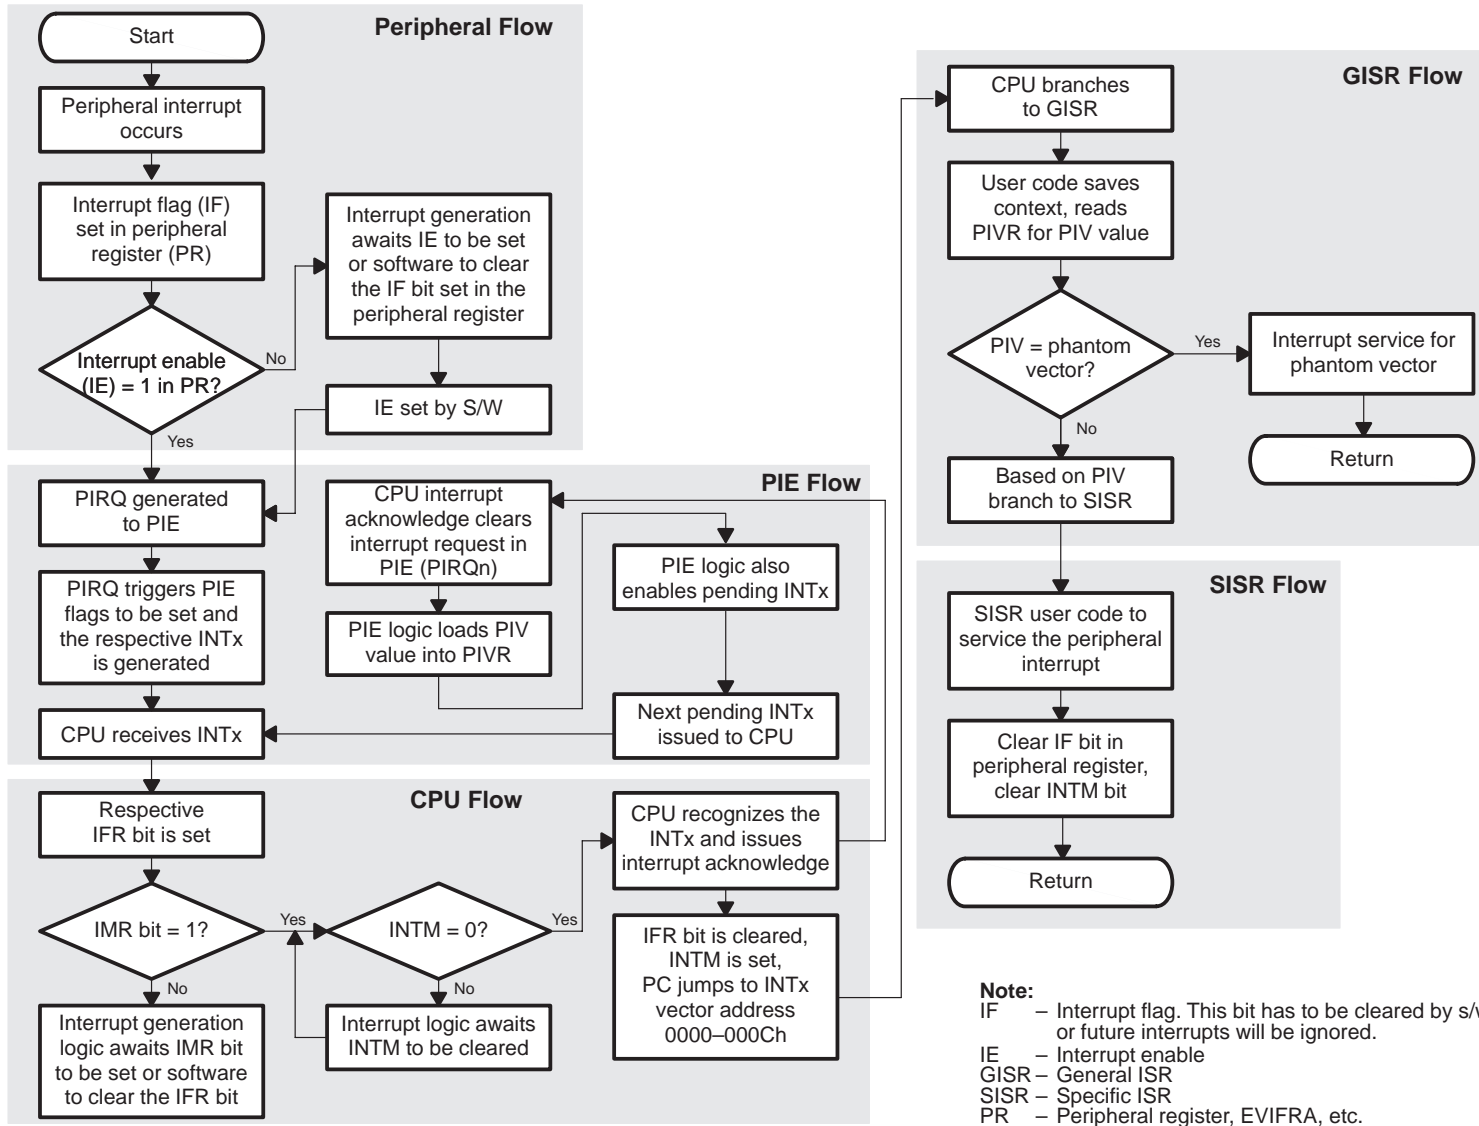 Peripheral Flow
Start
Peripheral interrupt
occurs
Interrupt flag (IF)
set in peripheral
register (PR)
Interrupt generation
awaits IE to be set
or software to clear
the IF bit set in the
peripheral register
Interrupt enable
(IE) = 1 in PR?
No
IE set by S/W
Yes
PIE Flow
PIRQ generated
to PIE
CPU interrupt
acknowledge clears
interrupt request in
PIE (PIRQn)
PIE logic also
enables pending INTx
PIRQ triggers PIE
flags to be set and
the respective INTx
is generated
PIE logic loads PIV
value into PIVR
CPU receives INTx
Next pending INTx
issued to CPU
CPU Flow
Respective
IFR bit is set
CPU recognizes the
INTx and issues
interrupt acknowledge
IMR bit = 1?
Yes
INTM = 0?
Yes
No
No
Interrupt generation
logic awaits IMR bit
to be set or software
to clear the IFR bit
Interrupt logic awaits
INTM to be cleared
IFR bit is cleared,
INTM is set,
PC jumps to INTx
vector address
0000–000Ch
GISR Flow
CPU branches
to GISR
User code saves
context, reads
PIVR for PIV value
PIV = phantom
vector?
Yes
Interrupt service for
phantom vector
No
Return
Based on PIV
branch to SISR
SISR Flow
SISR user code to
service the peripheral
interrupt
Clear IF bit in
peripheral register,
clear INTM bit
Return
Note:
IF – Interrupt flag. This bit has to be cleared by
or future interrupts will be ignored.
IE – Interrupt enable
GISR – General ISR
SISR – Specific ISR
PR – Peripheral register, EVIFRA, etc.